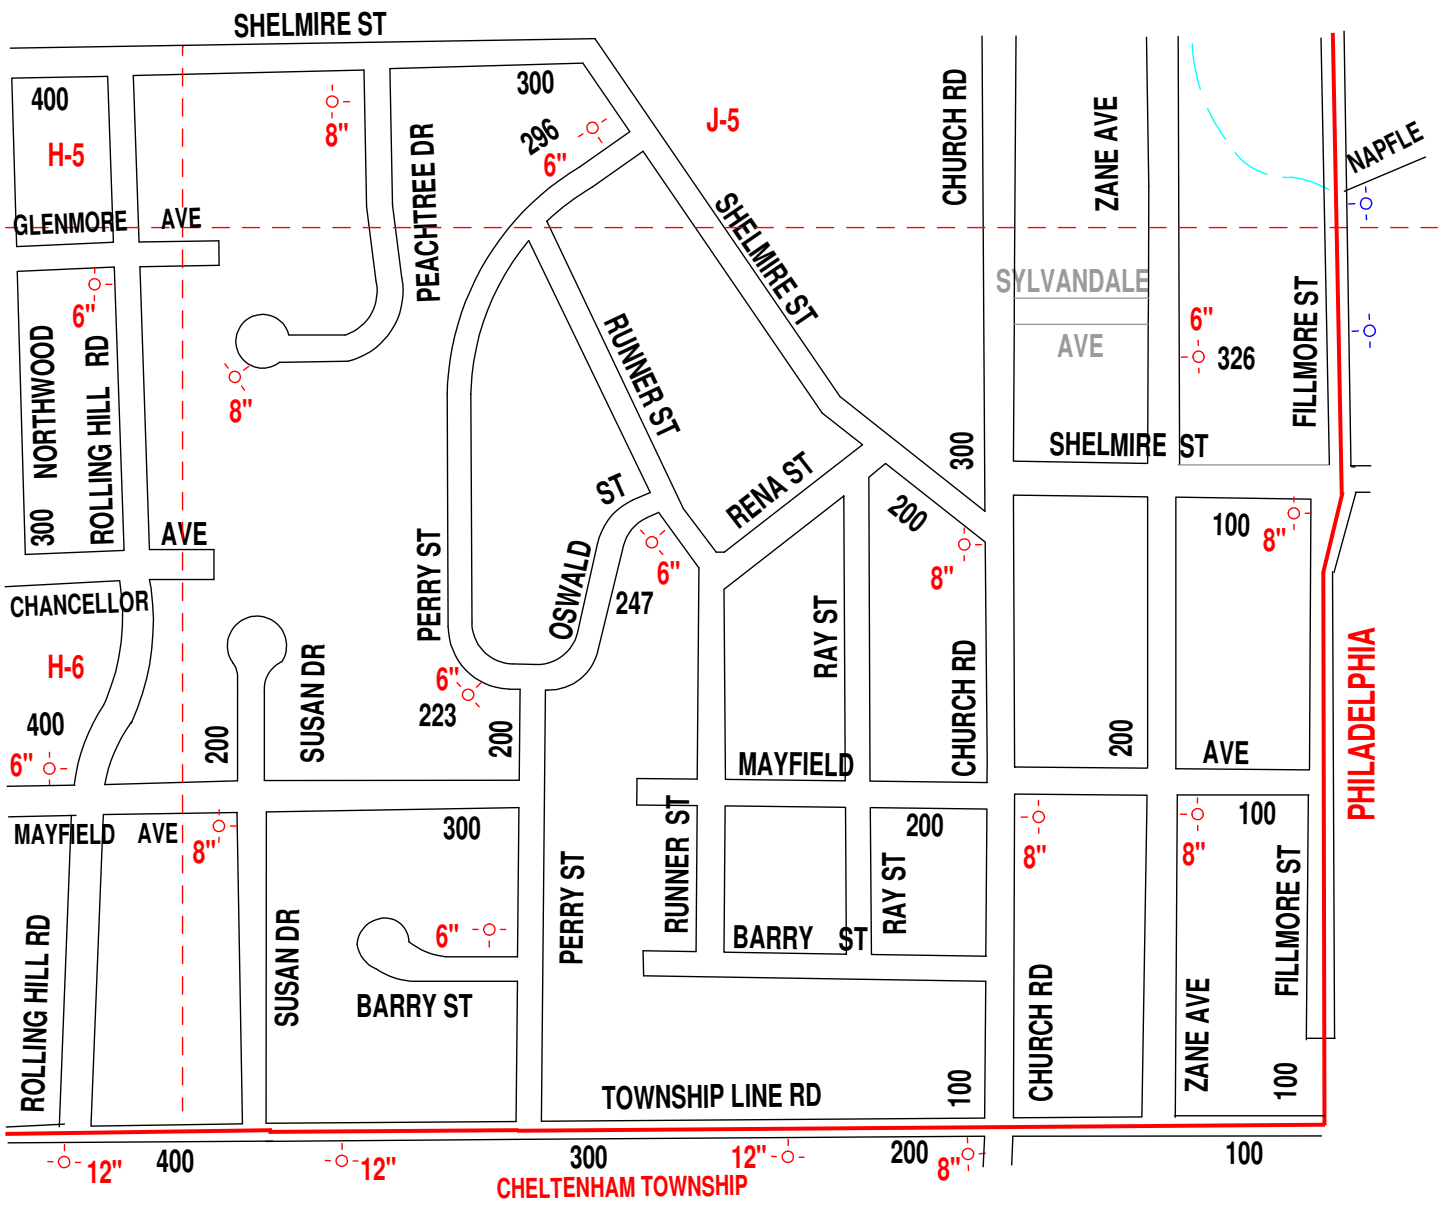 SHELMIRE ST
400
H-5
8"
300
296
6"
J-5
CHURCH RD
ZANE AVE
NAPFLE
PEACHTREE DR
GLENMORE AVE
SHELMIRE ST
SYLVANDALE
AVE
6"
326
FILLMORE ST
6"
300 NORTHWOOD
ROLLING HILL RD
AVE
8"
RUNNER ST
SHELMIRE ST
300
RENA ST
200
100
8"
OSWALD ST
PERRY ST
6"
247
8"
CHANCELLOR
H-6
400
6"
200
SUSAN DR
6"
223
200
RAY ST
CHURCH RD
MAYFIELD
200
AVE
PHILADELPHIA
MAYFIELD AVE
8"
300
RUNNER ST
200
8"
8"
100
FILLMORE ST
PERRY ST
RAY ST
6"
BARRY ST
ROLLING HILL RD
SUSAN DR
BARRY ST
CHURCH RD
ZANE AVE
100
TOWNSHIP LINE RD
100
12"
400
12"
300
12"
200
8"
100
CHELTENHAM TOWNSHIP